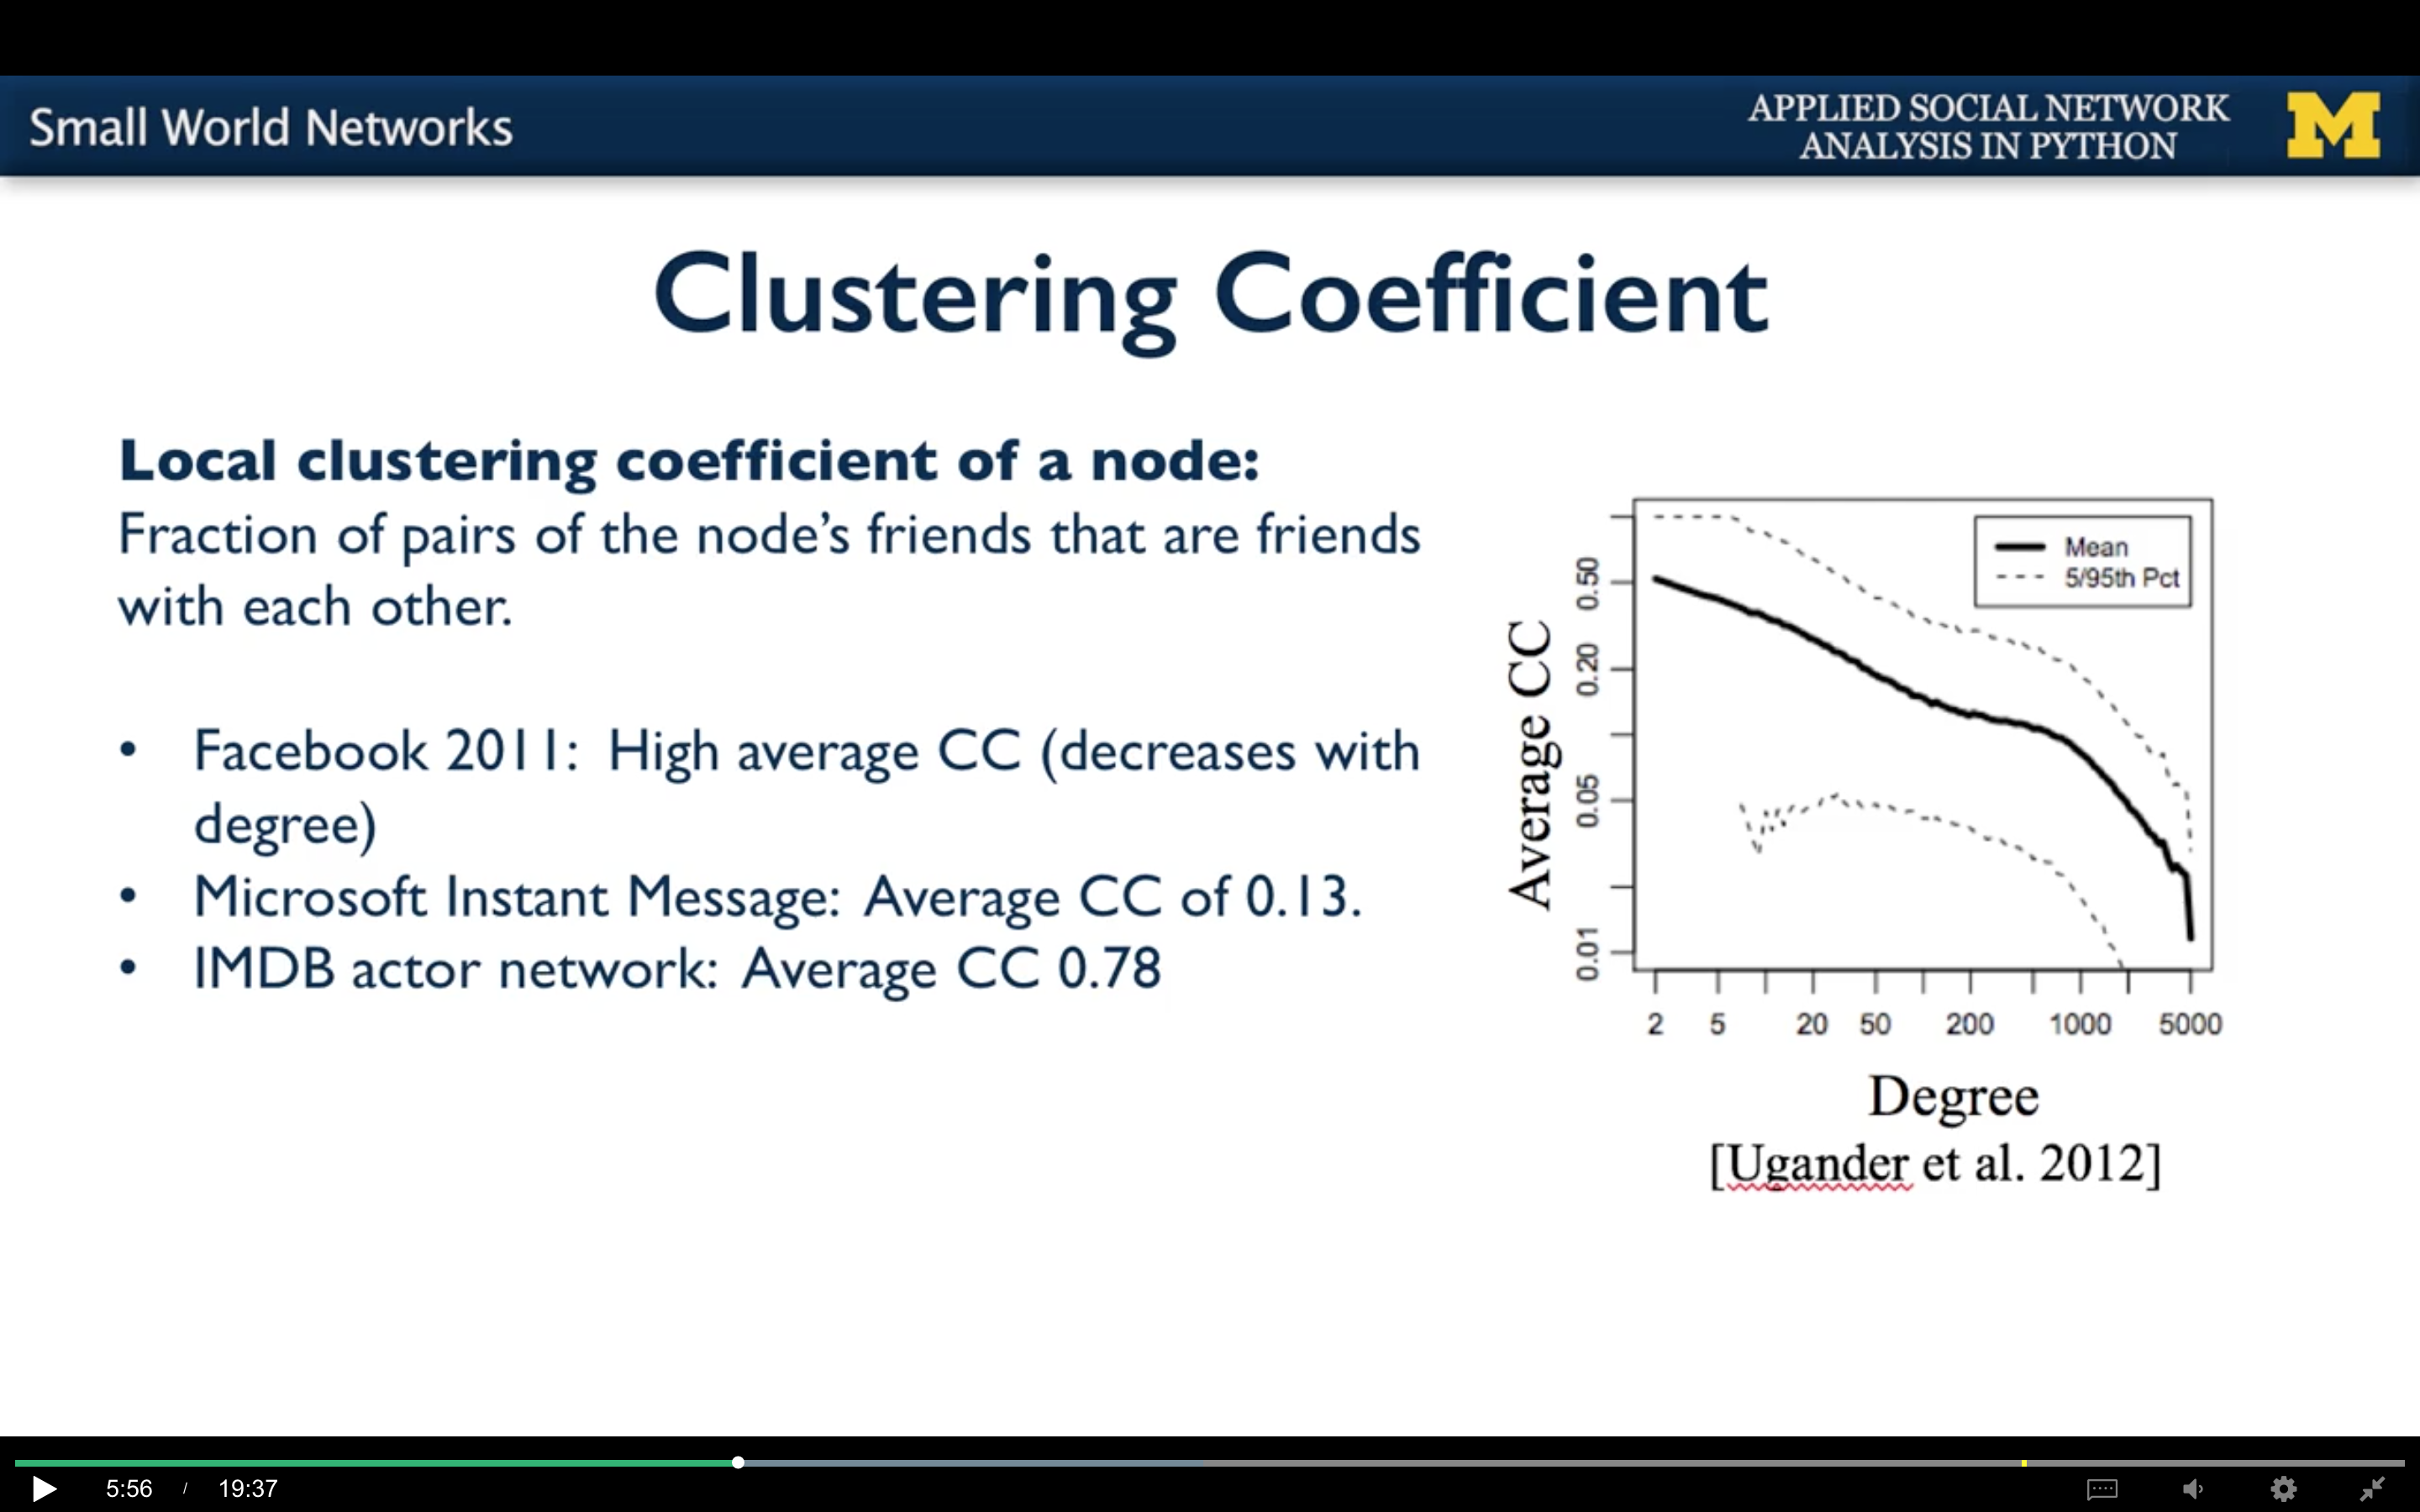 Small World Networks
APPLIED SOCIAL NETWORK
ANALYSIS IN PYTHON
M
Clustering Coefficient
Local clustering coefficient of a node:
Fraction of pairs of the node's friends that are friends
with each other.
• Facebook 2011: High average CC (decreases with
degree)
• Microsoft Instant Message: Average CC of 0.13.
• IMDB actor network: Average CC 0.78
Mean
5/95th Pct
Average CC
0.50
0.20
0.05
0.01
2 5 20 50 200 1000 5000
Degree
[Ugander et al. 2012]
5:56 / 19:37